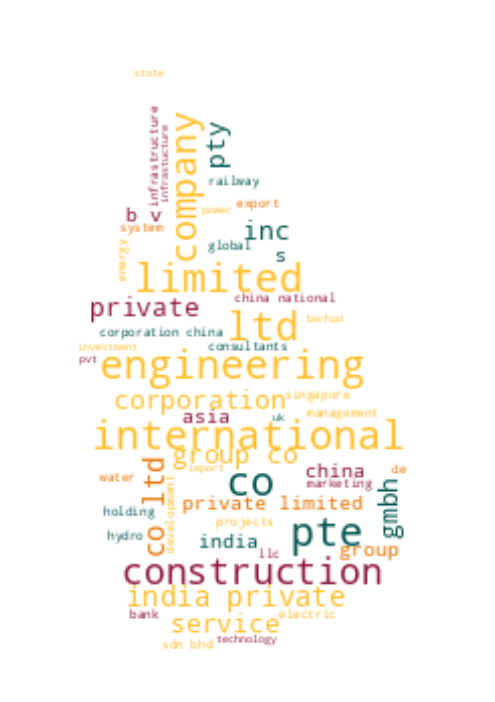 state
infrastructure
infrastucture
company
pty
railway
power
export
b v
system
inc
global
s
energy
limited
china national
private
ltd
berhad
corporation china
investment
consultants
pvt
engineering
corporation
singapore
asia
uk
management
international
group co
import
china
de
water
co
marketing
co ltd
development
private limited
gmbh
holding
projects
pte
hydro
india
llc
group
construction
india private
bank
service
electric
technology
sdn bhd